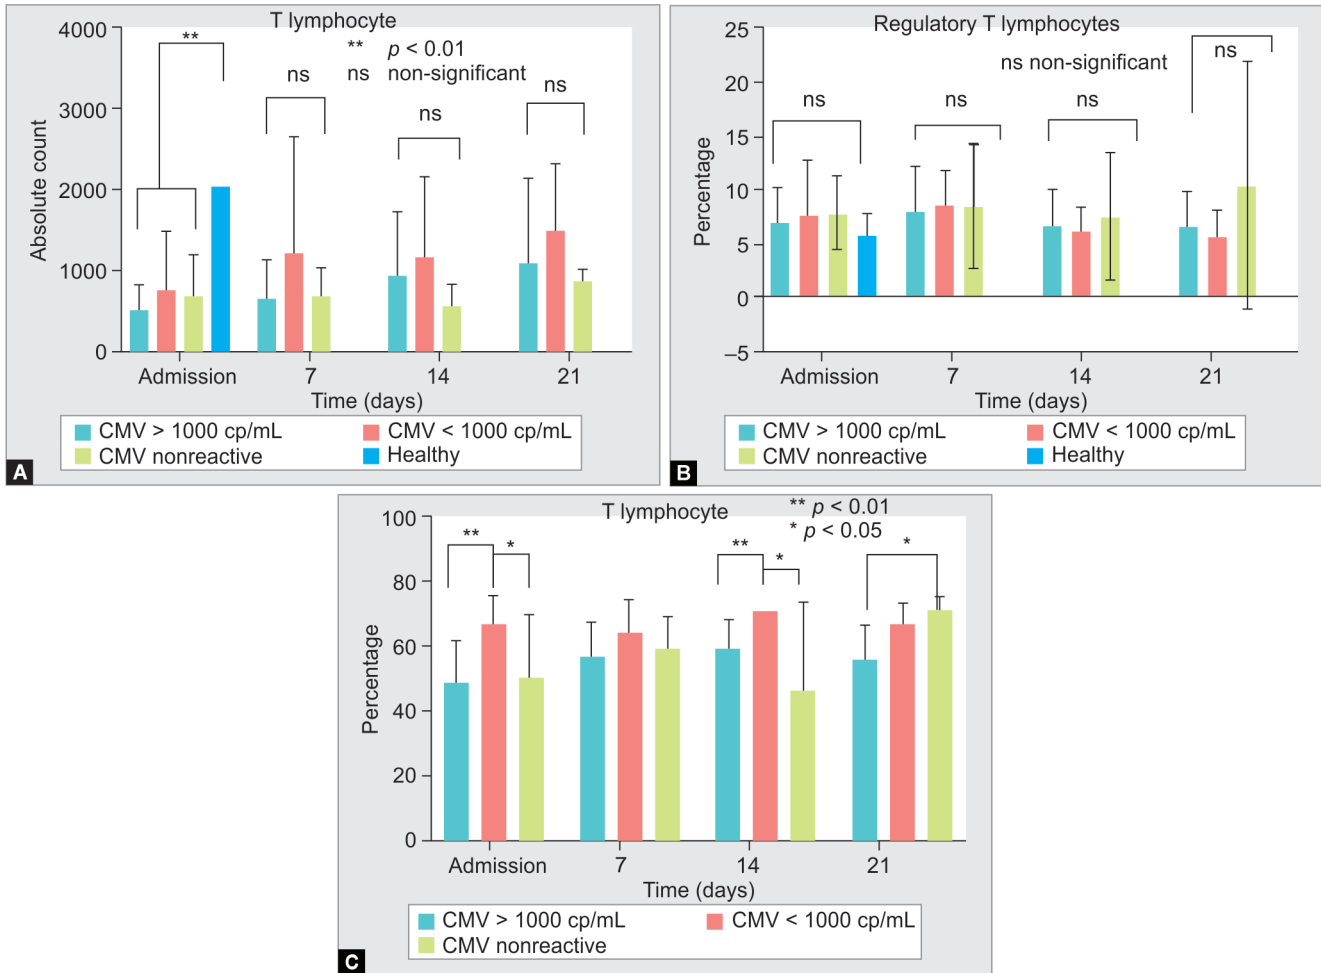 T lymphocyte
** p < 0.01
ns non-significant
4000
3000
2000
1000
0
Absolute count
**
ns
ns
ns
Admission 7 14 21
Time (days)
CMV > 1000 cp/mL CMV < 1000 cp/mL
CMV nonreactive Healthy
A
Regulatory T lymphocytes
ns non-significant
25
20
15
10
5
0
–5
Percentage
ns
ns
ns
ns
Admission 7 14 21
Time (days)
CMV > 1000 cp/mL CMV < 1000 cp/mL
CMV nonreactive Healthy
B
T lymphocyte
** p < 0.01
* p < 0.05
100
80
60
40
20
0
Percentage
** *
** *
*
Admission 7 14 21
Time (days)
CMV > 1000 cp/mL CMV < 1000 cp/mL
CMV nonreactive
C